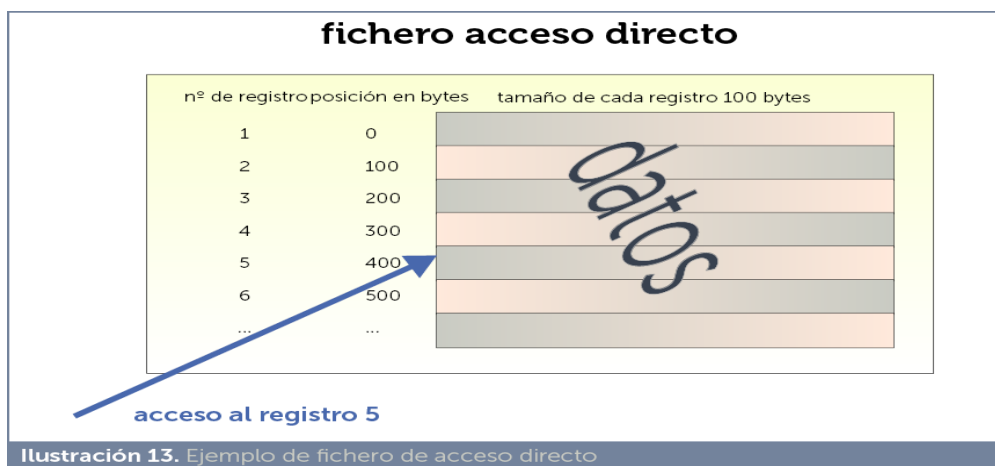 fichero acceso directo
nº de registro posición en bytes tamaño de cada registro 100 bytes
1 0
2 100
3 200
4 300
5 400
6 500
... ...
datos
acceso al registro 5
Ilustración 13. Ejemplo de fichero de acceso directo